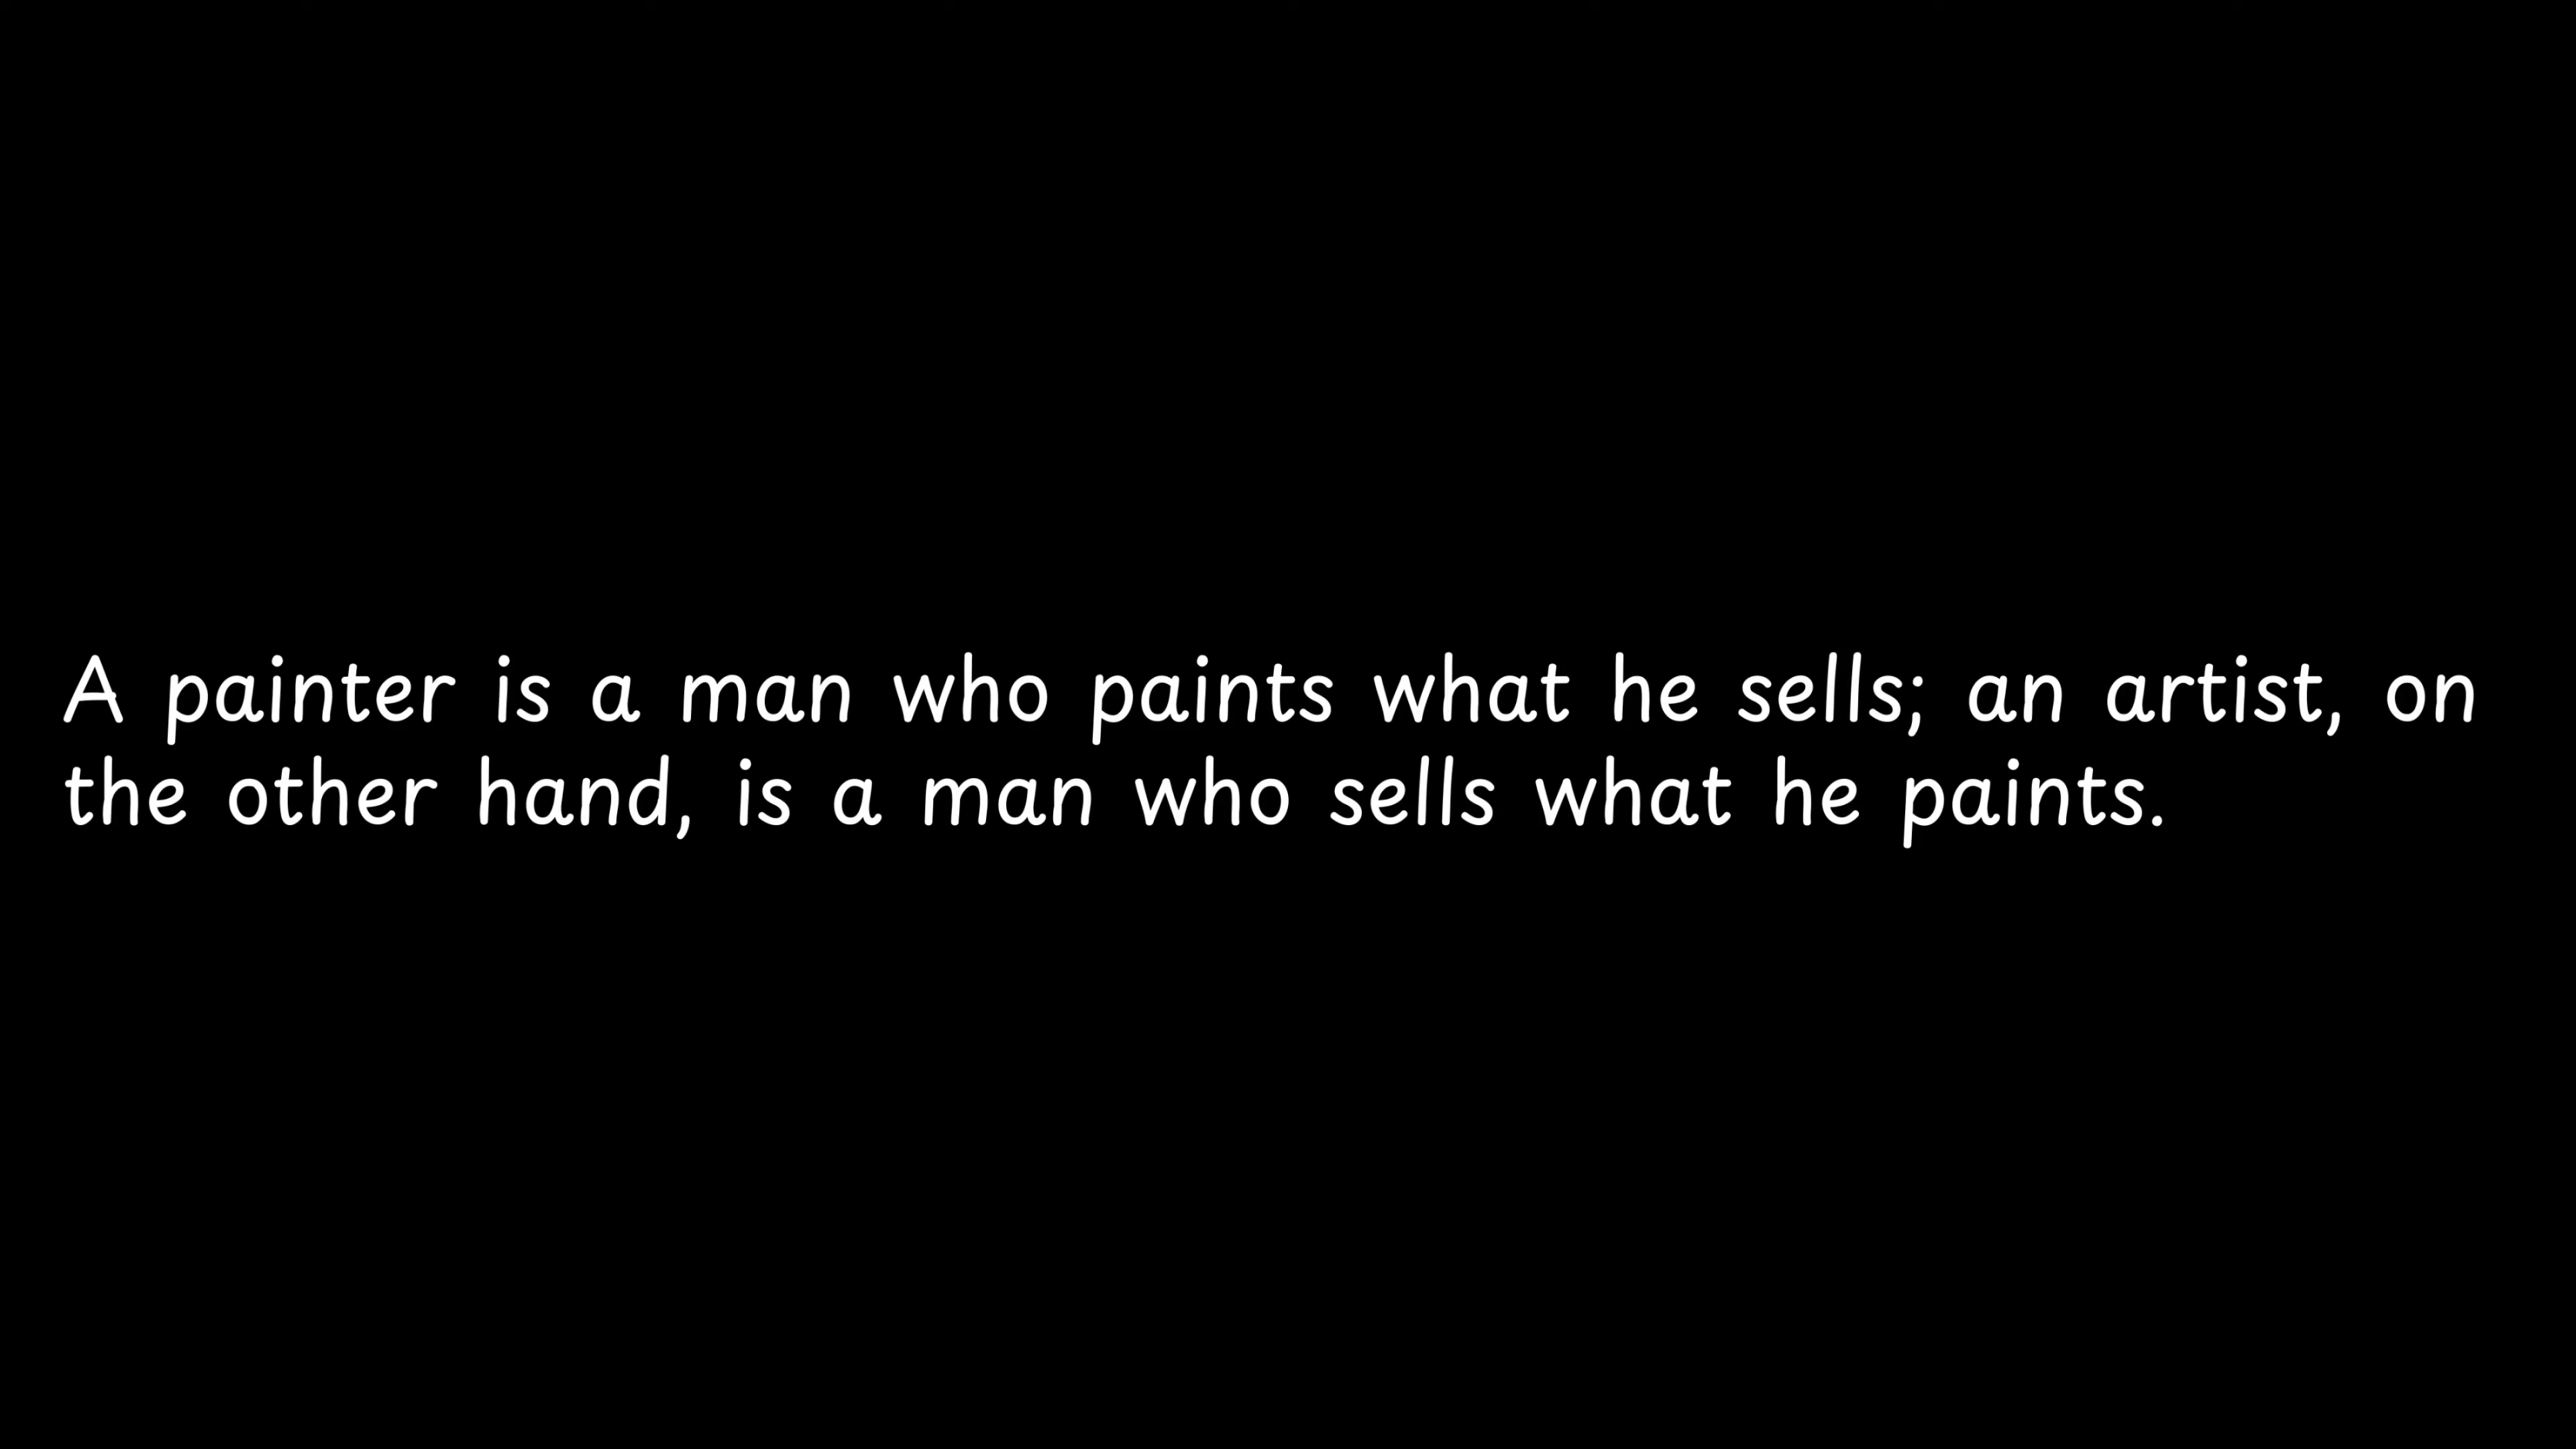 A painter is a man who paints what he sells; an artist, on
the other hand, is a man who sells what he paints.